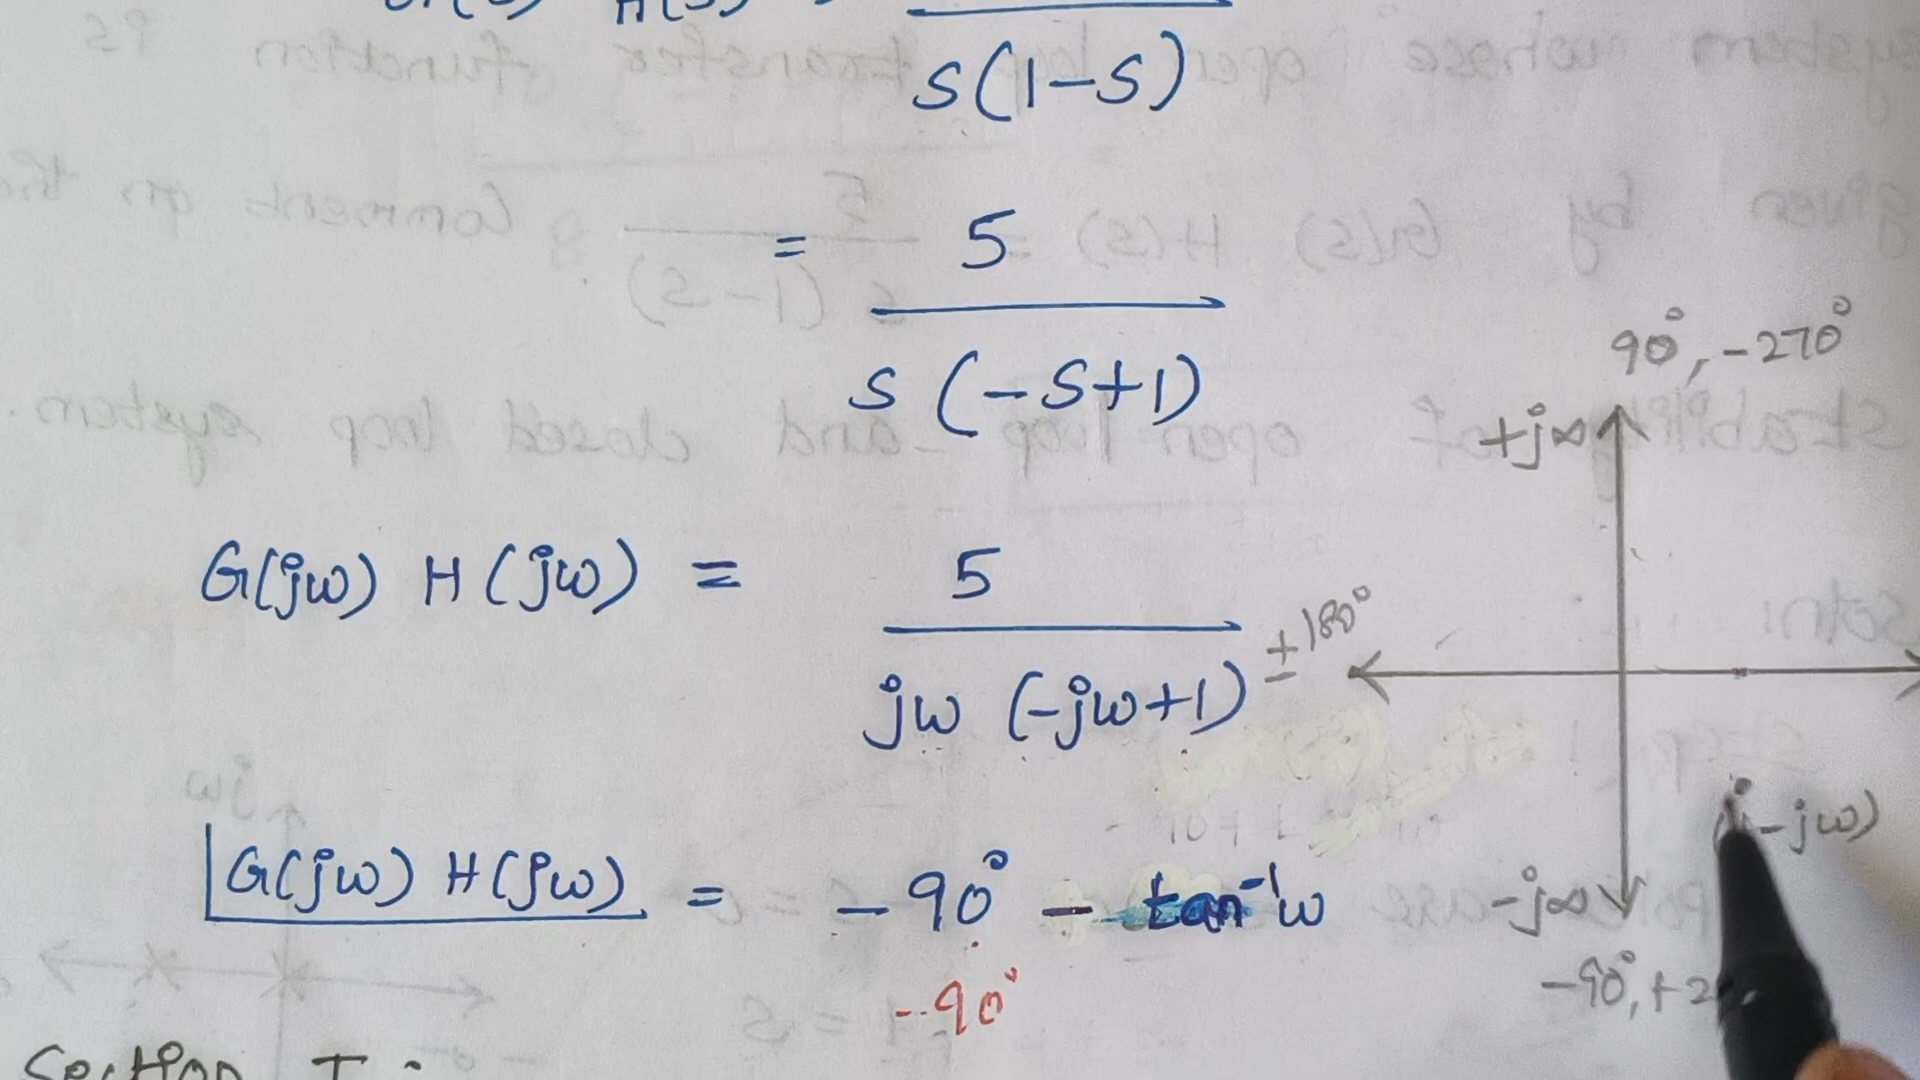 G(s) H(s)
s(1-s)
= 5
s (-s+1)
G(jω) H(jω) = 5
jω (-jω+1)
G(jω) H(jω) = -90° - tan⁻¹ω
-90°
Section I :
90°, -270°
+j∞
±180°
-jω)
-j∞
-90°, +2